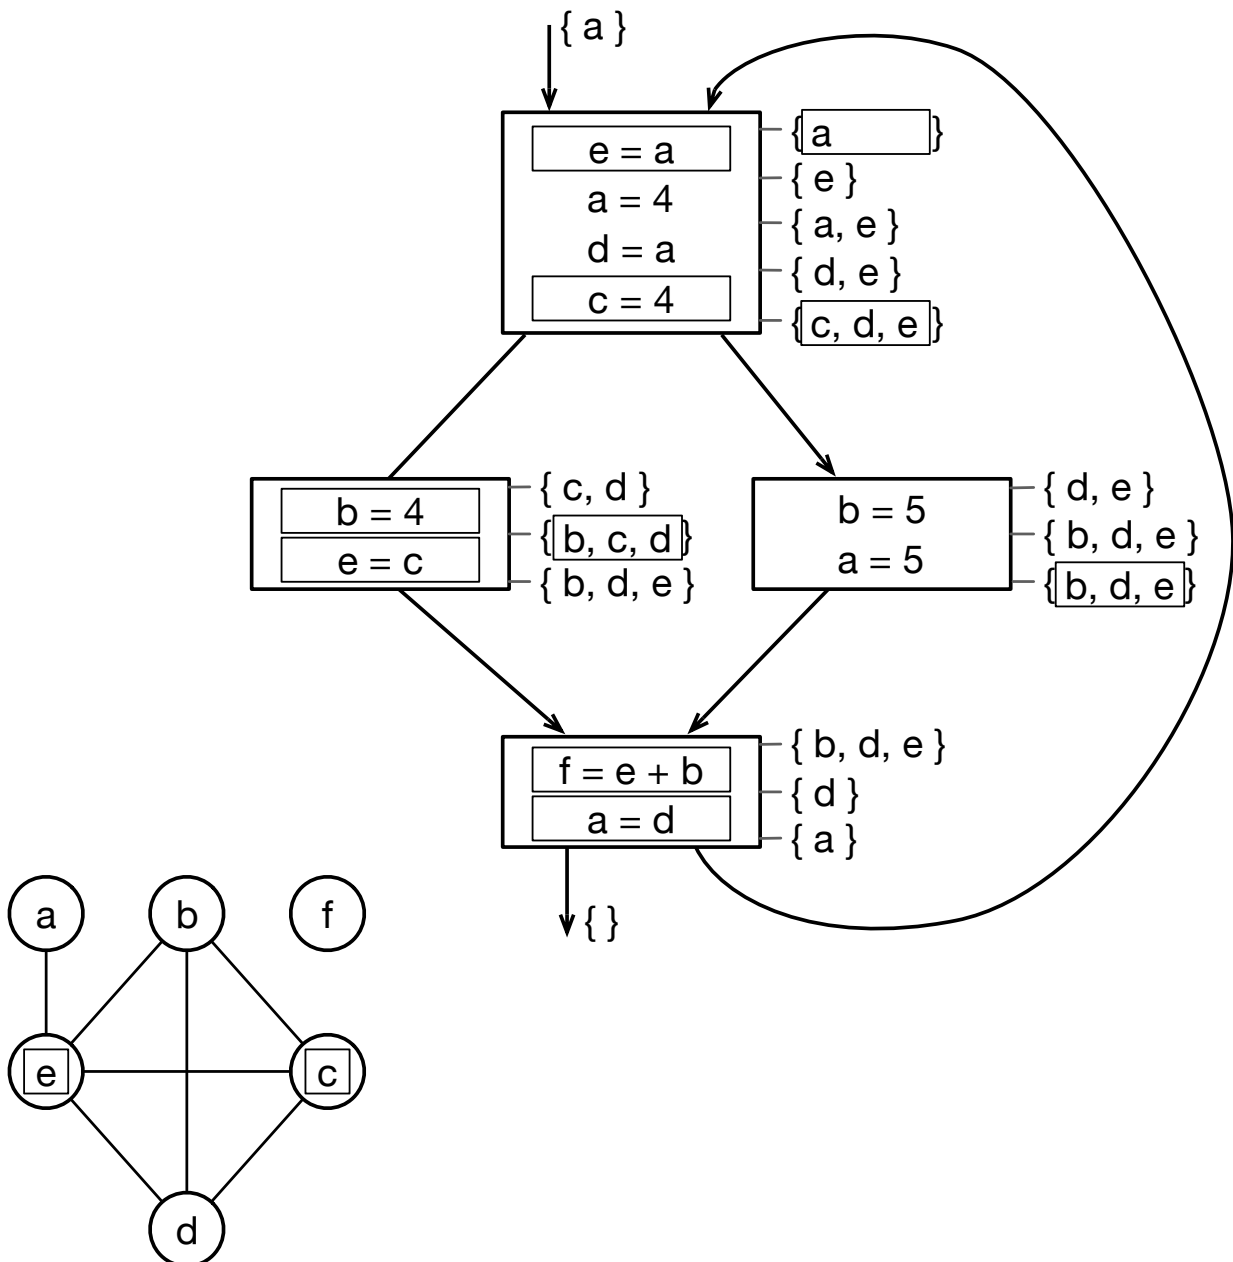 { a }
e = a
a = 4
d = a
c = 4
{ a }
{ e }
{ a, e }
{ d, e }
{ c, d, e }
b = 4
e = c
{ c, d }
{ b, c, d }
{ b, d, e }
b = 5
a = 5
{ d, e }
{ b, d, e }
{ b, d, e }
f = e + b
a = d
{ b, d, e }
{ d }
{ a }
{ }
a
b
f
e
c
d